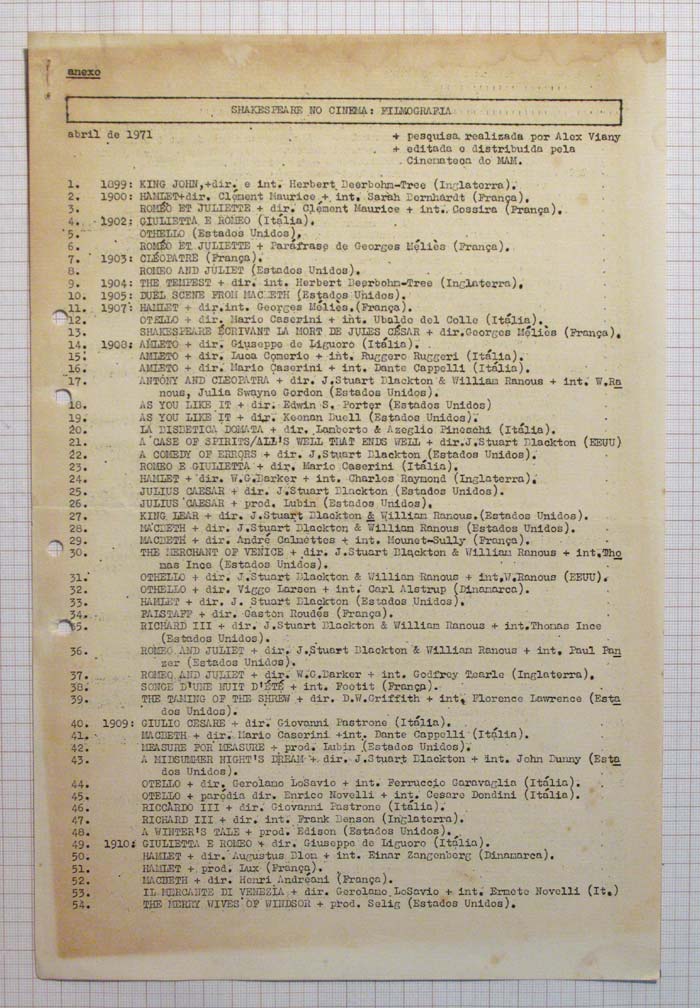 anexo
SHAKESPEARE NO CINEMA: FILMOGRAFIA
abril de 1971
+ pesquisa realizada por Alex Viany
+ editada e distribuida pela
Cinemateca do MAM.
1. 1899: KING JOHN,+dir. e int. Herbert Beerbohm-Tree (Inglaterra).
2. 1900: HAMLET+dir. Clément Maurice + int. Sarah Bernhardt (França).
3. ROMÉO ET JULIETTE + dir. Clément Maurice + int. Cossira (França).
4. 1902: GIULIETTA E ROMEO (Itália).
5. OTHELLO (Estados Unidos).
6. ROMÉO ET JULIETTE + Paráfrase de Georges Méliès (França).
7. 1903: CLÉOPATRE (França).
8. ROMEO AND JULIET (Estados Unidos).
9. 1904: THE TEMPEST + dir. int. Herbert Beerbohm-Tree (Inglaterra).
10. 1905: DUEL SCENE FROM MACBETH (Estados Unidos).
11. 1907: HAMLET + dir.int. Georges Méliès.(França).
12. OTELLO + dir. Mario Caserini + int. Ubaldo del Colle (Itália).
13. SHAKESPEARE ÉCRIVANT LA MORT DE JULES CÉSAR + dir.Georges Méliès (França).
14. 1908: AMLETO + dir. Giuseppe de Liguoro (Itália).
15. AMLETO + dir. Luca Comerio + int. Ruggero Ruggeri (Itália).
16. AMLETO + dir. Mario Caserini + int. Dante Cappelli (Itália).
17. ANTONY AND CLEOPATRA + dir. J.Stuart Blackton & William Ranous + int. W.Ra
nous, Julia Swayne Gordon (Estados Unidos).
18. AS YOU LIKE IT + dir. Edwin S. Porter (Estados Unidos)
19. AS YOU LIKE IT + dir. Keenan Buell (Estados Unidos).
20. LA BISBETICA DOMATA + dir. Lamberto & Azeglio Pineschi (Itália).
21. A CASE OF SPIRITS/ALL'S WELL THAT ENDS WELL + dir.J.Stuart Blackton (EEUU)
22. A COMEDY OF ERRORS + dir. J.Stuart Blackton (Estados Unidos).
23. ROMEO E GIULIETTA + dir. Mario Caserini (Itália).
24. HAMLET + dir. W.G.Barker + int. Charles Raymond (Inglaterra).
25. JULIUS CAESAR + dir. J.Stuart Blackton (Estados Unidos).
26. JULIUS CAESAR + prod. Lubin (Estados Unidos).
27. KING LEAR + dir. J.Stuart Blackton & William Ranous.(Estados Unidos).
28. MACBETH + dir. J.Stuart Blackton & William Ranous (Estados Unidos).
29. MACBETH + dir. André Calmettes + int. Mounet-Sully (França).
30. THE MERCHANT OF VENICE + dir. J.Stuart Blackton & William Ranous + int.Tho
mas Ince (Estados Unidos).
31. OTHELLO + dir. J.Stuart Blackton & William Ranous + int.W.Ranous (EEUU).
32. OTHELLO + dir. Viggo Larsen + int. Carl Alstrup (Dinamarca).
33. HAMLET + dir. J. Stuart Blackton (Estados Unidos).
34. FALSTAFF + dir. Gaston Roudés (França).
35. RICHARD III + dir. J.Stuart Blackton & William Ranous + int.Thomas Ince
(Estados Unidos).
36. ROMEO AND JULIET + dir. J.Stuart Blackton & William Ranous + int. Paul Pan
zer (Estados Unidos).
37. ROMEO AND JULIET + dir. W.G.Barker + int. Godfrey Tearle (Inglaterra).
38. SONGE D'UNE NUIT D'ÉTÉ + int. Footit (França).
39. THE TAMING OF THE SHREW + dir. D.W.Griffith + int. Florence Lawrence (Esta
dos Unidos).
40. 1909: GIULIO CESARE + dir. Giovanni Pastrone (Itália).
41. MACBETH + dir. Mario Caserini +int. Dante Cappelli (Itália).
42. MEASURE FOR MEASURE + prod. Lubin (Estados Unidos).
43. A MIDSUMMER NIGHT'S DREAM + dir. J.Stuart Blackton + int. John Bunny (Esta
dos Unidos).
44. OTELLO + dir. Gerolamo LoSavio + int. Ferruccio Garavaglia (Itália).
45. OTELLO + paródia dir. Enrico Novelli + int. Cesare Dondini (Itália).
46. RICCARDO III + dir. Giovanni Pastrone (Itália).
47. RICHARD III + dir. int. Frank Benson (Inglaterra).
48. A WINTER'S TALE + prod. Edison (Estados Unidos).
49. 1910: GIULIETTA E ROMEO + dir. Giuseppe de Liguoro (Itália).
50. HAMLET + dir. Augustus Blom + int. Einar Zangenberg (Dinamarca).
51. HAMLET + prod. Lux (França).
52. MACBETH + dir. Henri Andréani (França).
53. IL MERCANTE DI VENEZIA + dir. Gerolamo LoSavio + int. Ermete Novelli (It.)
54. THE MERRY WIVES OF WINDSOR + prod. Selig (Estados Unidos).